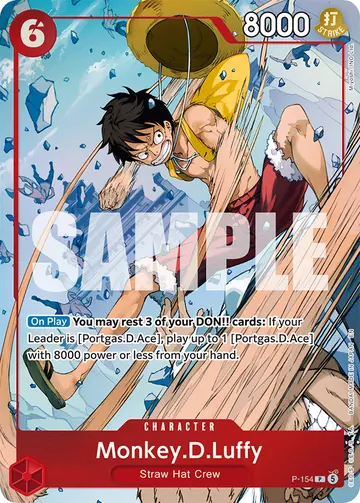 6 8000 打
STRIKE
SAMPLE
On Play You may rest 3 of your DON!! cards: If your
Leader is [Portgas.D.Ace], play up to 1 [Portgas.D.Ace]
with 8000 power or less from your hand.
CHARACTER
Monkey.D.Luffy
Straw Hat Crew
P-154 P 5